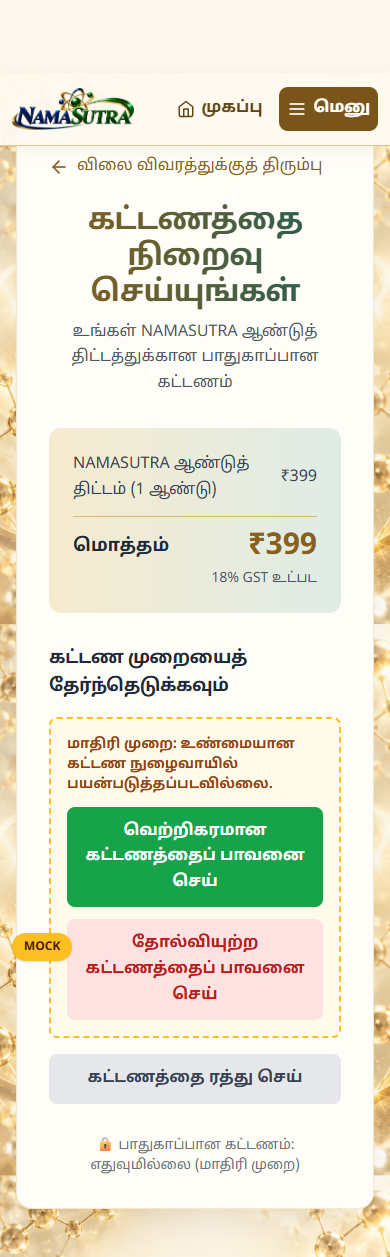 NAMASUTRA
முகப்பு
மெனு
விலை விவரத்துக்குத் திரும்பு
கட்டணத்தை
நிறைவு
செய்யுங்கள்
உங்கள் NAMASUTRA ஆண்டுத்
திட்டத்துக்கான பாதுகாப்பான
கட்டணம்
NAMASUTRA ஆண்டுத்
திட்டம் (1 ஆண்டு)
₹399
மொத்தம்
₹399
18% GST உட்பட
கட்டண முறையைத்
தேர்ந்தெடுக்கவும்
மாதிரி முறை: உண்மையான
கட்டண நுழைவாயில்
பயன்படுத்தப்படவில்லை.
வெற்றிகரமான
கட்டணத்தைப் பாவனை
செய்
MOCK
தோல்வியுற்ற
கட்டணத்தைப் பாவனை
செய்
கட்டணத்தை ரத்து செய்
பாதுகாப்பான கட்டணம்:
எதுவுமில்லை (மாதிரி முறை)